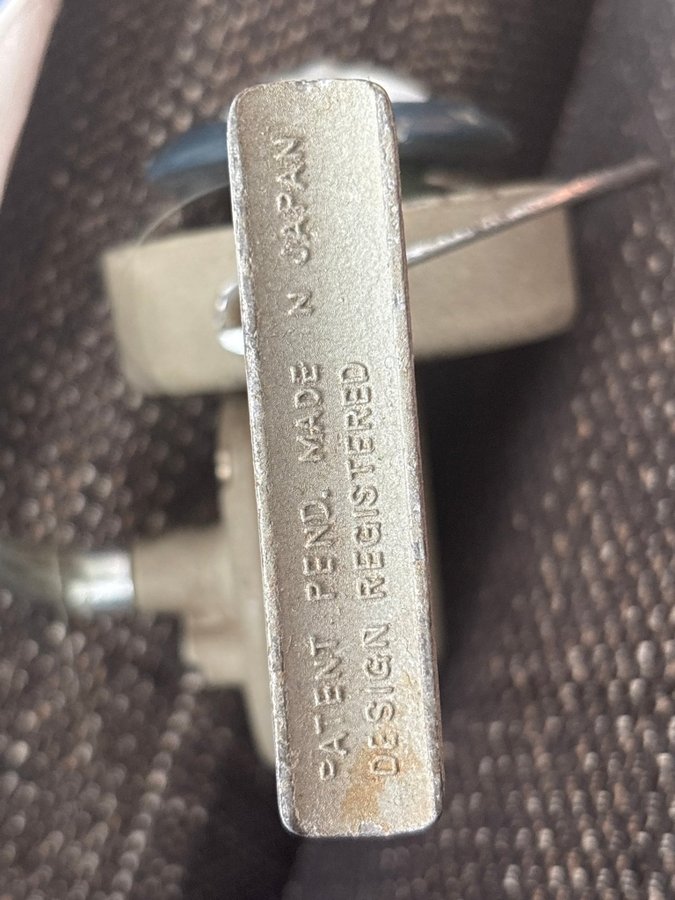 PATENT PEND. MADE N JAPAN
DESIGN REGISTERED